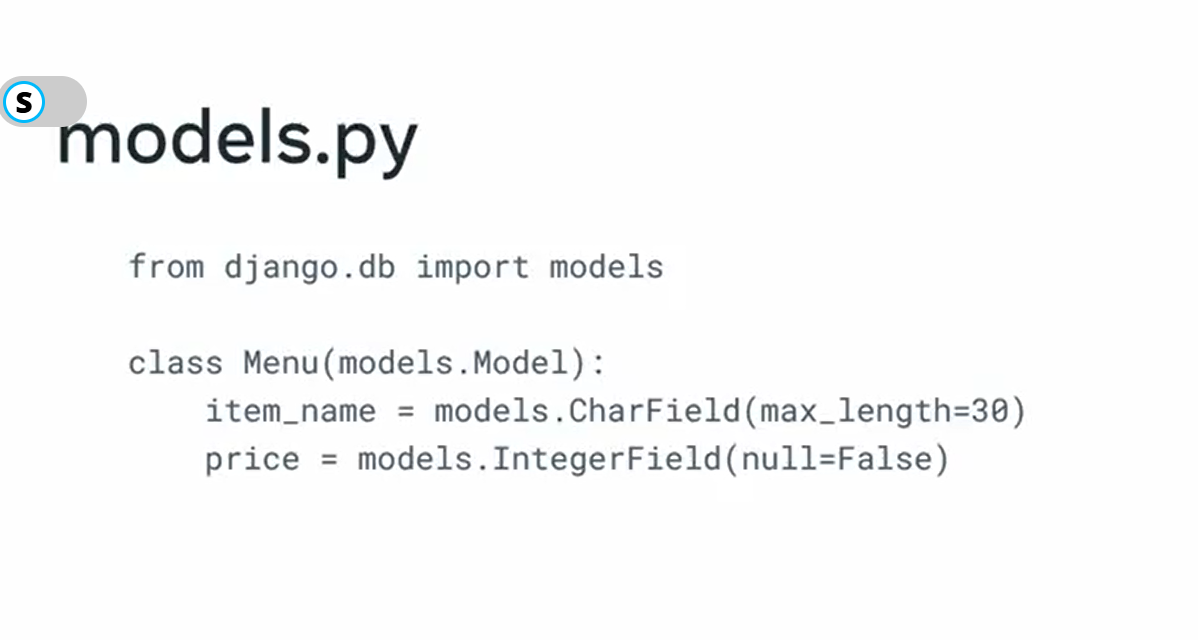 S
models.py
from django.db import models
class Menu(models.Model):
    item_name = models.CharField(max_length=30)
    price = models.IntegerField(null=False)